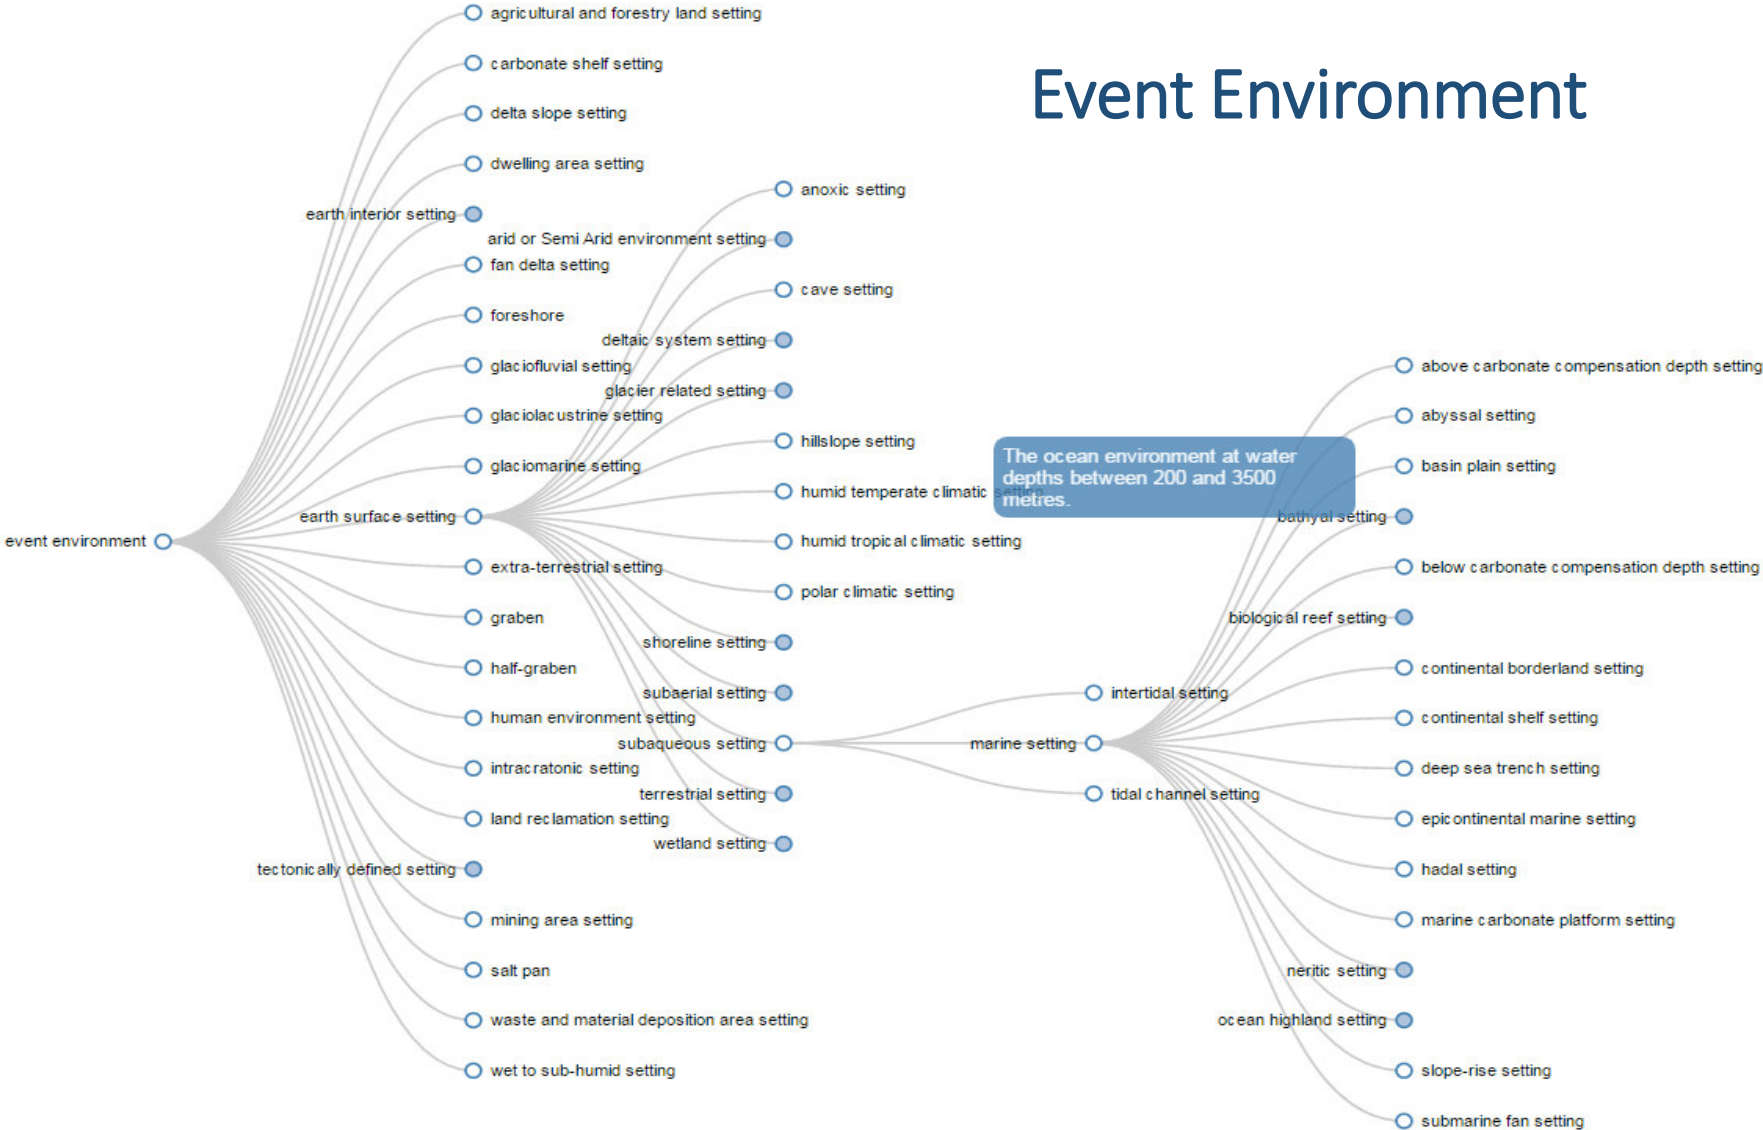 Event Environment
event environment
agricultural and forestry land setting
carbonate shelf setting
delta slope setting
dwelling area setting
earth interior setting
fan delta setting
foreshore
glaciofluvial setting
glaciolacustrine setting
glaciomarine setting
earth surface setting
extra-terrestrial setting
graben
half-graben
human environment setting
intracratonic setting
land reclamation setting
tectonically defined setting
mining area setting
salt pan
waste and material deposition area setting
wet to sub-humid setting
anoxic setting
arid or Semi Arid environment setting
cave setting
deltaic system setting
glacier related setting
hillslope setting
humid temperate climatic setting
humid tropical climatic setting
polar climatic setting
shoreline setting
subaerial setting
subaqueous setting
terrestrial setting
wetland setting
The ocean environment at water
depths between 200 and 3500
metres.
intertidal setting
marine setting
tidal channel setting
above carbonate compensation depth setting
abyssal setting
basin plain setting
bathyal setting
below carbonate compensation depth setting
biological reef setting
continental borderland setting
continental shelf setting
deep sea trench setting
epicontinental marine setting
hadal setting
marine carbonate platform setting
neritic setting
ocean highland setting
slope-rise setting
submarine fan setting